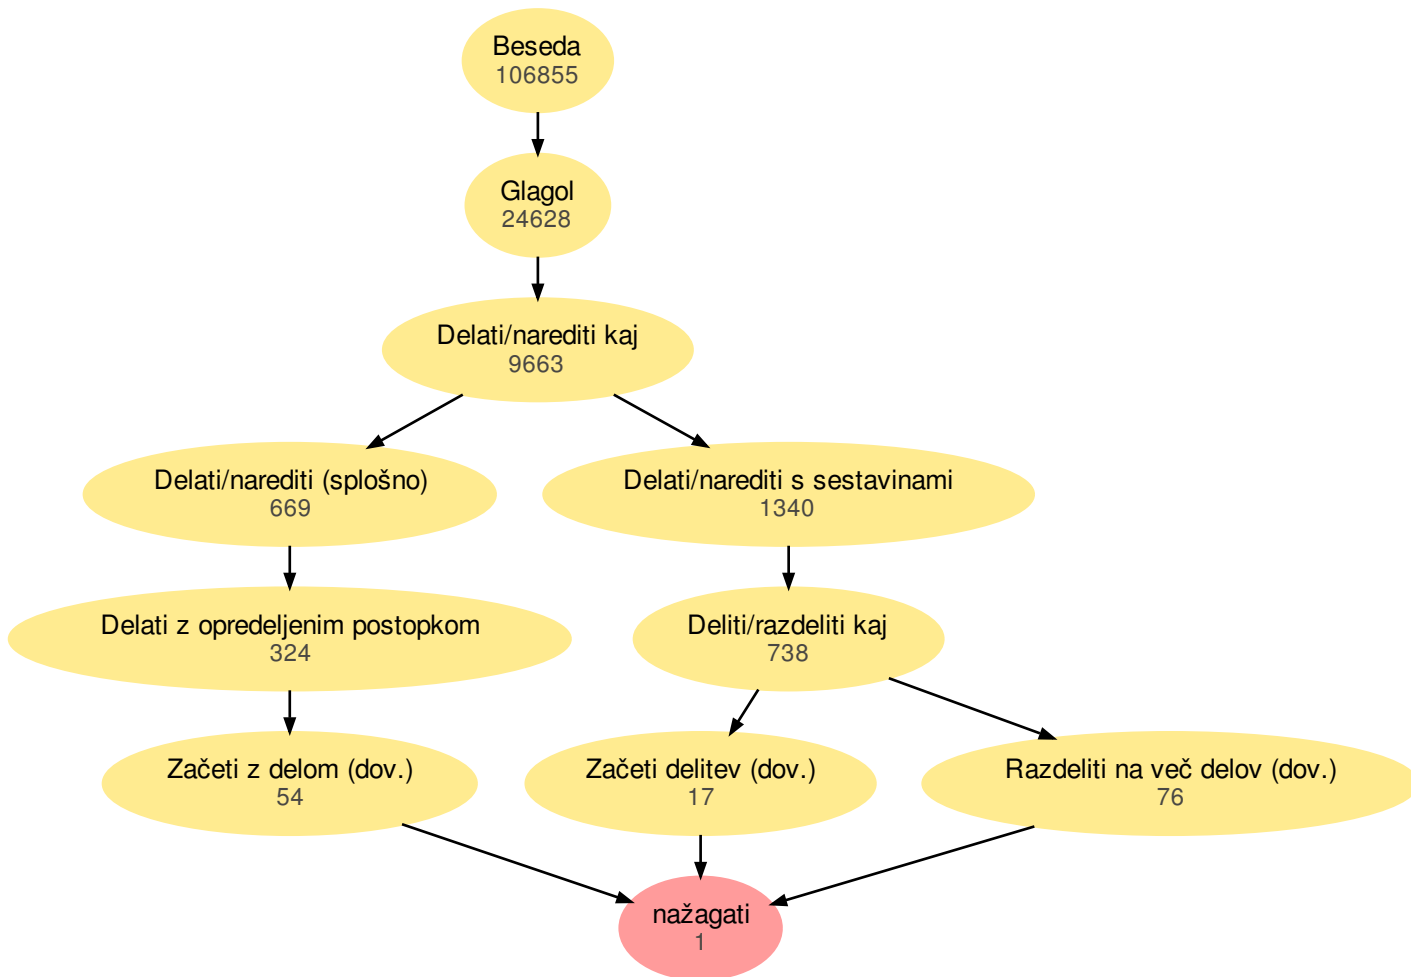 Beseda
106855
Glagol
24628
Delati/narediti kaj
9663
Delati/narediti (splošno)
669
Delati/narediti s sestavinami
1340
Delati z opredeljenim postopkom
324
Deliti/razdeliti kaj
738
Začeti z delom (dov.)
54
Začeti delitev (dov.)
17
Razdeliti na več delov (dov.)
76
nažagati
1